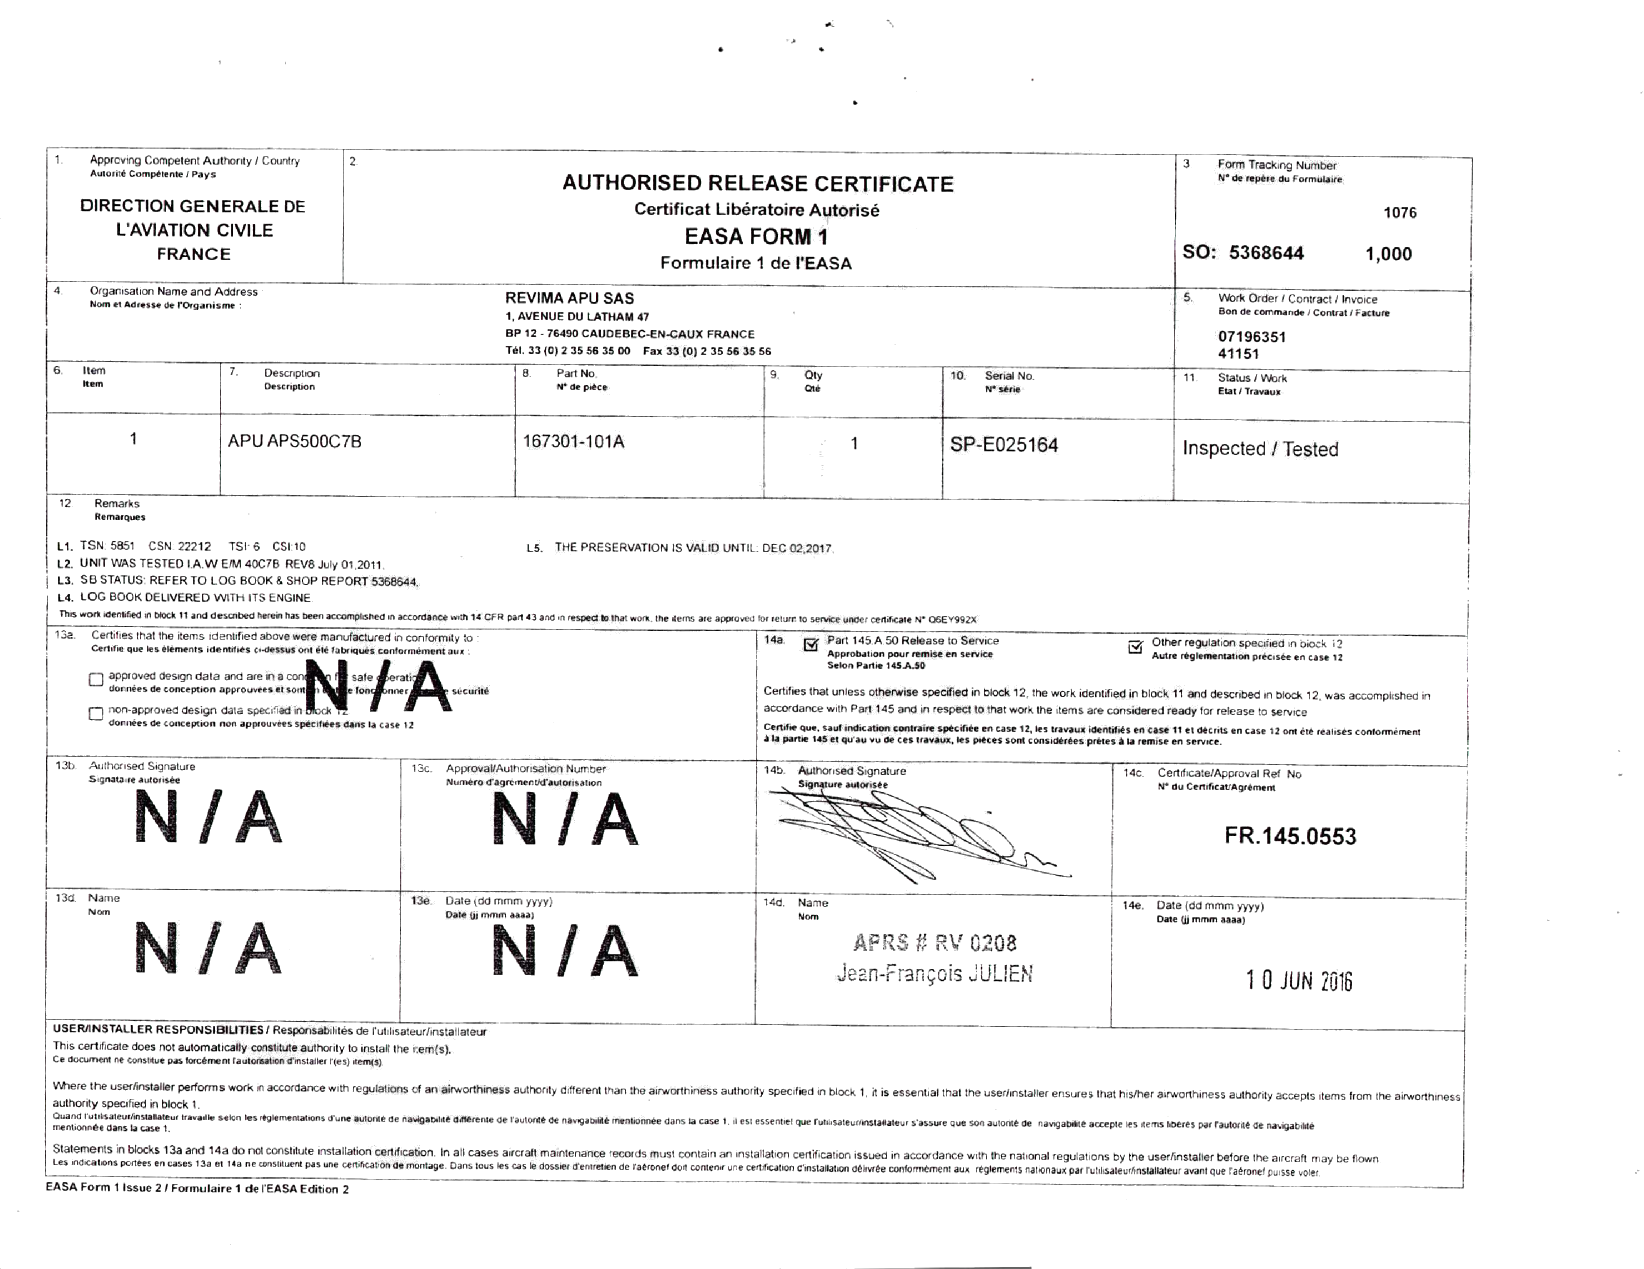 1. Approving Competent Authority / Country
Autorité Compétente / Pays
DIRECTION GENERALE DE
L'AVIATION CIVILE
FRANCE
2.
AUTHORISED RELEASE CERTIFICATE
Certificat Libératoire Autorisé
EASA FORM 1
Formulaire 1 de l'EASA
3 Form Tracking Number
N° de repère du Formulaire
1076
SO: 5368644 1,000
4. Organisation Name and Address
Nom et Adresse de l'Organisme :
REVIMA APU SAS
1, AVENUE DU LATHAM 47
BP 12 - 76490 CAUDEBEC-EN-CAUX FRANCE
Tél. 33 (0) 2 35 56 35 00 Fax 33 (0) 2 35 56 35 56
5. Work Order / Contract / Invoice
Bon de commande / Contrat / Facture
07196351
41151
6. Item
Item
7. Description
Description
8. Part No.
N° de pièce
9. Qty
Qté
10. Serial No.
N° série
11. Status / Work
Etat / Travaux
1 APU APS500C7B 167301-101A 1 SP-E025164 Inspected / Tested
12 Remarks
Remarques
L1. TSN: 5851 CSN: 22212 TSI: 6 CSI:10
L2. UNIT WAS TESTED I.A.W E/M 40C7B REV8 July 01,2011.
L3. SB STATUS: REFER TO LOG BOOK & SHOP REPORT 5368644.
L4. LOG BOOK DELIVERED WITH ITS ENGINE
L5. THE PRESERVATION IS VALID UNTIL: DEC 02,2017.
This work identified in block 11 and described herein has been accomplished in accordance with 14 CFR part 43 and in respect to that work, the items are approved for return to service under certificate N° Q6EY992X
13a. Certifies that the items identified above were manufactured in conformity to :
Certifie que les éléments identifiés ci-dessus ont été fabriqués conformément aux :
approved design data and are in a condition for safe operation
données de conception approuvées et sont fonctionner sécurité
non-approved design data specified in block 12
données de conception non approuvées spécifiées dans la case 12
N / A
14a. Part 145.A 50 Release to Service
Approbation pour remise en service
Selon Partie 145.A.50
Other regulation specified in block 12
Autre réglementation précisée en case 12
Certifies that unless otherwise specified in block 12, the work identified in block 11 and described in block 12, was accomplished in
accordance with Part 145 and in respect to that work the items are considered ready for release to service
Certifie que, sauf indication contraire spécifiée en case 12, les travaux identifiés en case 11 et décrits en case 12 ont été réalisés conformément
à la partie 145 et qu'au vu de ces travaux, les pièces sont considérées prêtes à la remise en service.
13b. Authorised Signature
Signataire autorisée
N / A
13c. Approval/Authorisation Number
Numéro d'agrément/d'autorisation
N / A
14b. Authorised Signature
Signature autorisée
14c. Certificate/Approval Ref No
N° du Certificat/Agrément
FR.145.0553
13d. Name
Nom
N / A
13e. Date (dd mmm yyyy)
Date (jj mmm aaaa)
N / A
14d. Name
Nom
APRS # RV 0208
Jean-François JULIEN
14e. Date (dd mmm yyyy)
Date (jj mmm aaaa)
10 JUN 2016
USER/INSTALLER RESPONSIBILITIES / Responsabilités de l'utilisateur/installateur
This certificate does not automatically constitute authority to install the item(s).
Ce document ne constitue pas forcément l'autorisation d'installer l'(es) item(s).
Where the user/installer performs work in accordance with regulations of an airworthiness authority different than the airworthiness authority specified in block 1, it is essential that the user/installer ensures that his/her airworthiness authority accepts items from the airworthiness
authority specified in block 1.
Quand l'utilisateur/installateur travaille selon les règlementations d'une autorité de navigabilité différente de l'autorité de navigabilité mentionnée dans la case 1, il est essentiel que l'utilisateur/installateur s'assure que son autorité de navigabilité accepte les items libérés par l'autorité de navigabilité
mentionnée dans la case 1.
Statements in blocks 13a and 14a do not constitute installation certification. In all cases aircraft maintenance records must contain an installation certification issued in accordance with the national regulations by the user/installer before the aircraft may be flown
Les indications portées en cases 13a et 14a ne constituent pas une certification de montage. Dans tous les cas le dossier d'entretien de l'aéronef doit contenir une certification d'installation délivrée conformément aux règlements nationaux par l'utilisateur/installateur avant que l'aéronef puisse voler.
EASA Form 1 Issue 2 / Formulaire 1 de l'EASA Edition 2